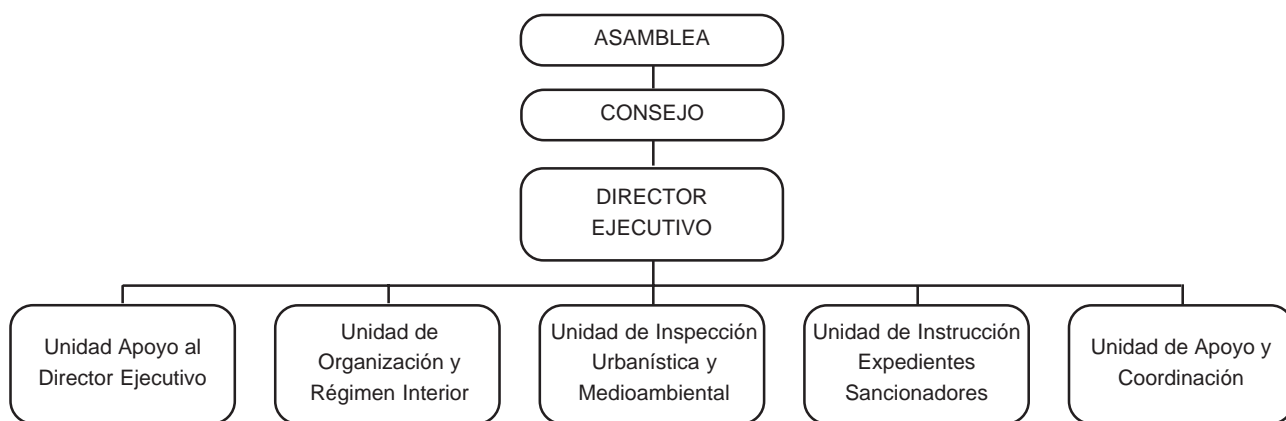 ASAMBLEA
CONSEJO
DIRECTOR
EJECUTIVO
Unidad Apoyo al
Director Ejecutivo
Unidad de
Organización y
Régimen Interior
Unidad de Inspección
Urbanística y
Medioambiental
Unidad de Instrucción
Expedientes
Sancionadores
Unidad de Apoyo y
Coordinación